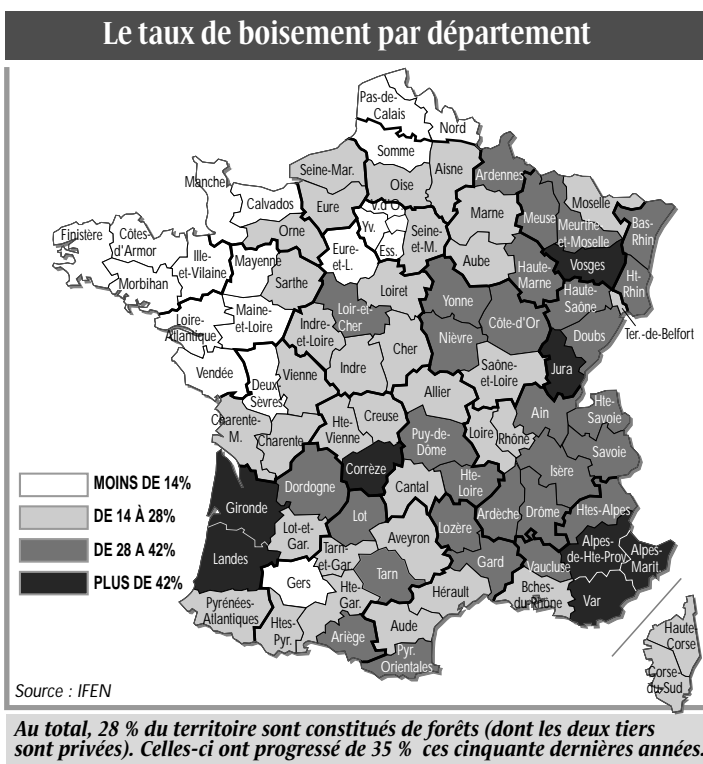 Le taux de boisement par département
Pas-de-
Calais
Nord
Somme
Seine-Mar.
Aisne
Ardennes
Oise
Manche
Calvados
Eure
V.d'O.
Moselle
Marne
Meuse
Meurthe-
et-Moselle
Bas-
Rhin
Orne
Yv.
Ess.
Seine-
et-M.
Finistère
Côtes-
d'Armor
Ille-
et-Vilaine
Mayenne
Eure-
et-L.
Aube
Vosges
Haute-
Marne
Ht-
Rhin
Morbihan
Sarthe
Loiret
Yonne
Haute-
Saône
Loir-et-
Cher
Loire-
Atlantique
Maine-
et-Loire
Indre-
et-Loire
Côte-d'Or
Ter.-de-Belfort
Nièvre
Doubs
Cher
Vendée
Deux-
Sèvres
Vienne
Indre
Saône-
et-Loire
Jura
Allier
Charente-
M.
Charente
Hte-
Vienne
Creuse
Loire
Rhône
Ain
Hte-
Savoie
Puy-de-
Dôme
Savoie
Corrèze
Isère
Hte-
Loire
Cantal
Dordogne
Gironde
Lot
Ardèche
Drôme
Htes-Alpes
Lot-et-
Gar.
Lozère
Aveyron
Landes
Tarn-
et-Gar.
Alpes-
de-Hte-Prov.
Alpes-
Marit.
Gard
Vaucluse
Gers
Tarn
Hte-
Gar.
Hérault
Bches-
du-Rhône
Var
Pyrénées-
Atlantiques
Htes-
Pyr.
Aude
Ariège
Pyr.
Orientales
Haute-
Corse
Corse-
du-Sud
MOINS DE 14%
DE 14 À 28%
DE 28 A 42%
PLUS DE 42%
Source : IFEN
Au total, 28 % du territoire sont constitués de forêts (dont les deux tiers
sont privées). Celles-ci ont progressé de 35 % ces cinquante dernières années.